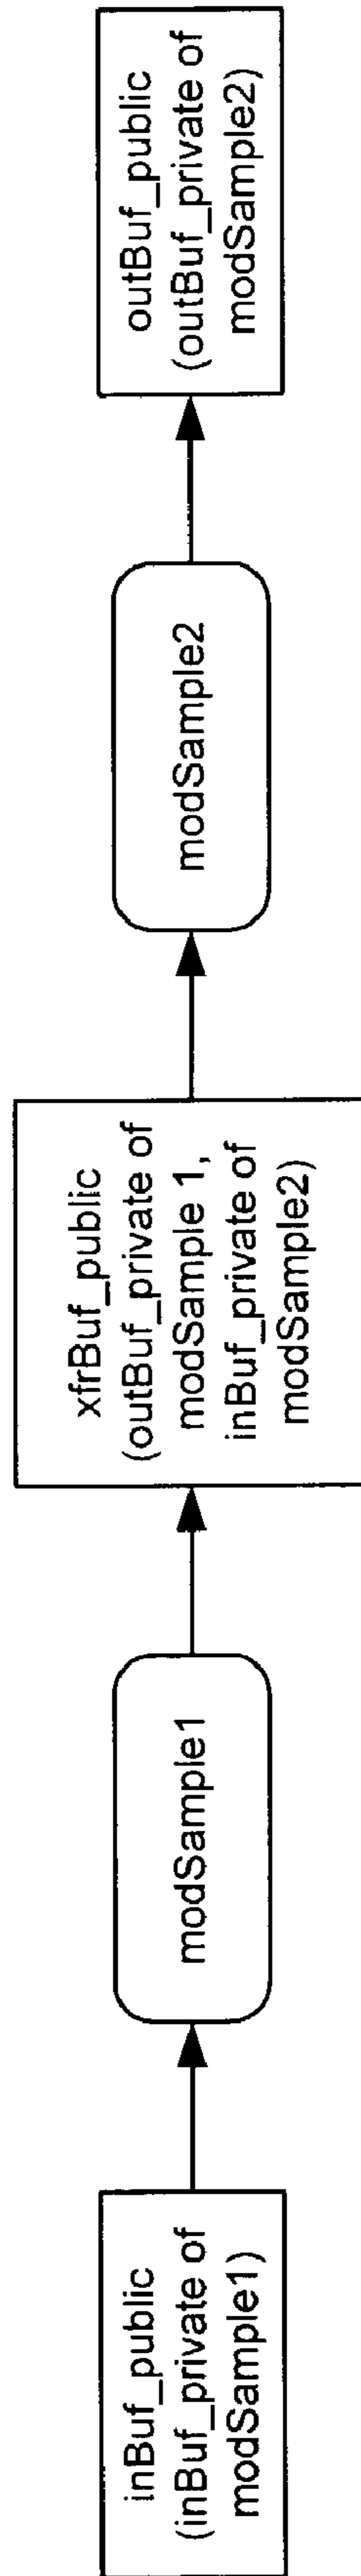 inBuf_public
(inBuf_private of
modSample1)
modSample1
xfrBuf_public
(outBuf_private of
modSample 1,
inBuf_private of
modSample2)
modSample2
outBuf_public
(outBuf_private of
modSample2)